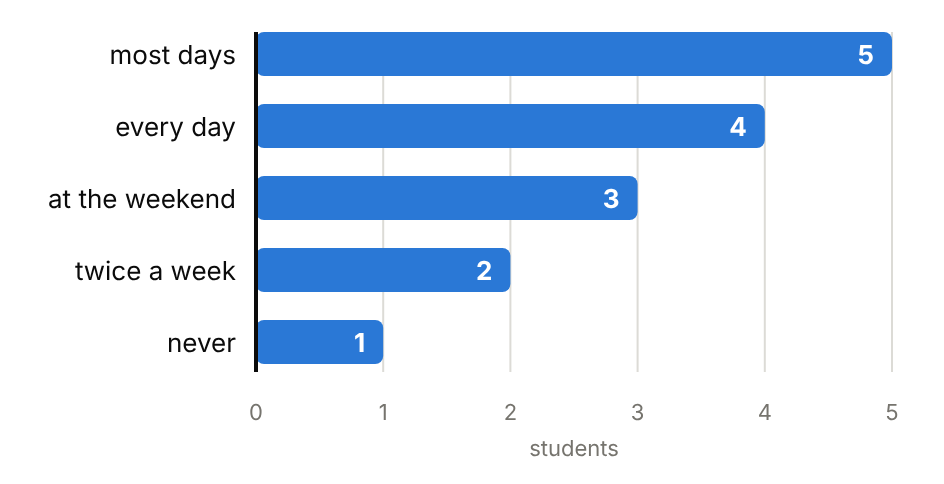 most days 5
every day 4
at the weekend 3
twice a week 2
never 1
0 1 2 3 4 5
students